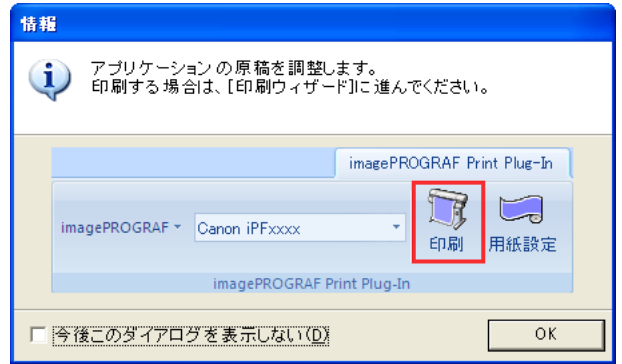 情報
アプリケーションの原稿を調整します。
印刷する場合は、[印刷ウィザード]に進んでください。
imagePROGRAF Print Plug-In
imagePROGRAF
Canon iPFxxxx
印刷
用紙設定
imagePROGRAF Print Plug-In
今後このダイアログを表示しない(D)
OK